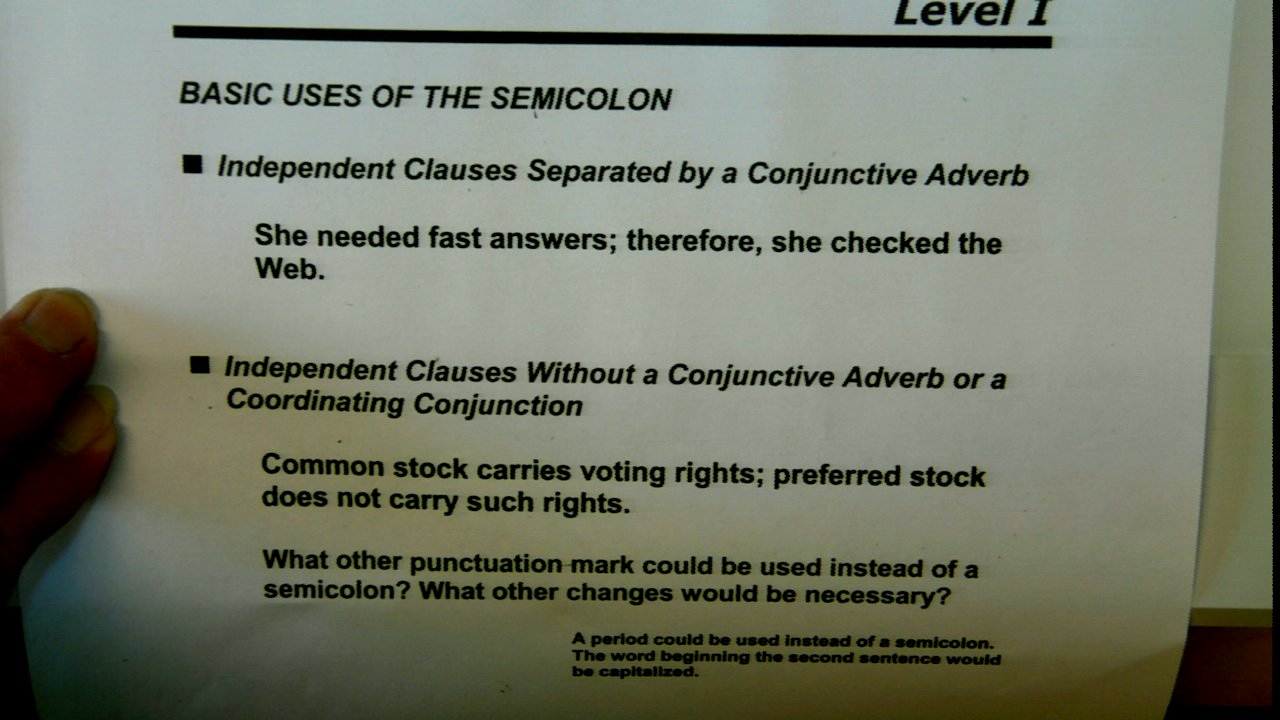 Level I
BASIC USES OF THE SEMICOLON
■ Independent Clauses Separated by a Conjunctive Adverb
She needed fast answers; therefore, she checked the
Web.
■ Independent Clauses Without a Conjunctive Adverb or a
Coordinating Conjunction
Common stock carries voting rights; preferred stock
does not carry such rights.
What other punctuation mark could be used instead of a
semicolon? What other changes would be necessary?
A period could be used instead of a semicolon.
The word beginning the second sentence would
be capitalized.